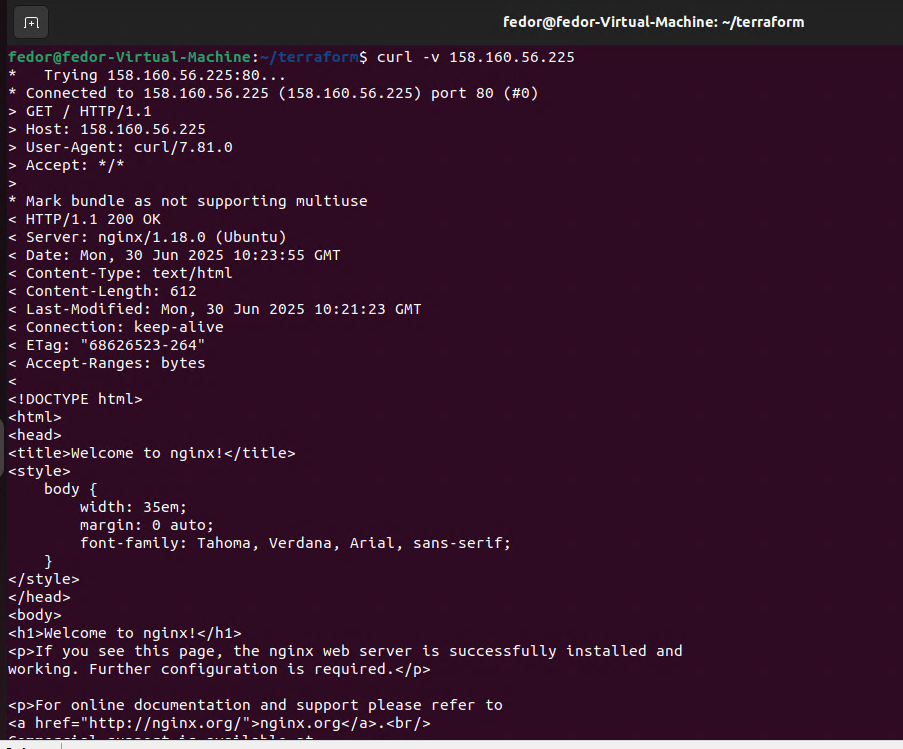 fedor@fedor-Virtual-Machine: ~/terraform
fedor@fedor-Virtual-Machine:~/terraform$ curl -v 158.160.56.225
*   Trying 158.160.56.225:80...
* Connected to 158.160.56.225 (158.160.56.225) port 80 (#0)
> GET / HTTP/1.1
> Host: 158.160.56.225
> User-Agent: curl/7.81.0
> Accept: */*
>
* Mark bundle as not supporting multiuse
< HTTP/1.1 200 OK
< Server: nginx/1.18.0 (Ubuntu)
< Date: Mon, 30 Jun 2025 10:23:55 GMT
< Content-Type: text/html
< Content-Length: 612
< Last-Modified: Mon, 30 Jun 2025 10:21:23 GMT
< Connection: keep-alive
< ETag: "68626523-264"
< Accept-Ranges: bytes
<
<!DOCTYPE html>
<html>
<head>
<title>Welcome to nginx!</title>
<style>
    body {
        width: 35em;
        margin: 0 auto;
        font-family: Tahoma, Verdana, Arial, sans-serif;
    }
</style>
</head>
<body>
<h1>Welcome to nginx!</h1>
<p>If you see this page, the nginx web server is successfully installed and
working. Further configuration is required.</p>

<p>For online documentation and support please refer to
<a href="http://nginx.org/">nginx.org</a>.<br/>
Commercial support is available at